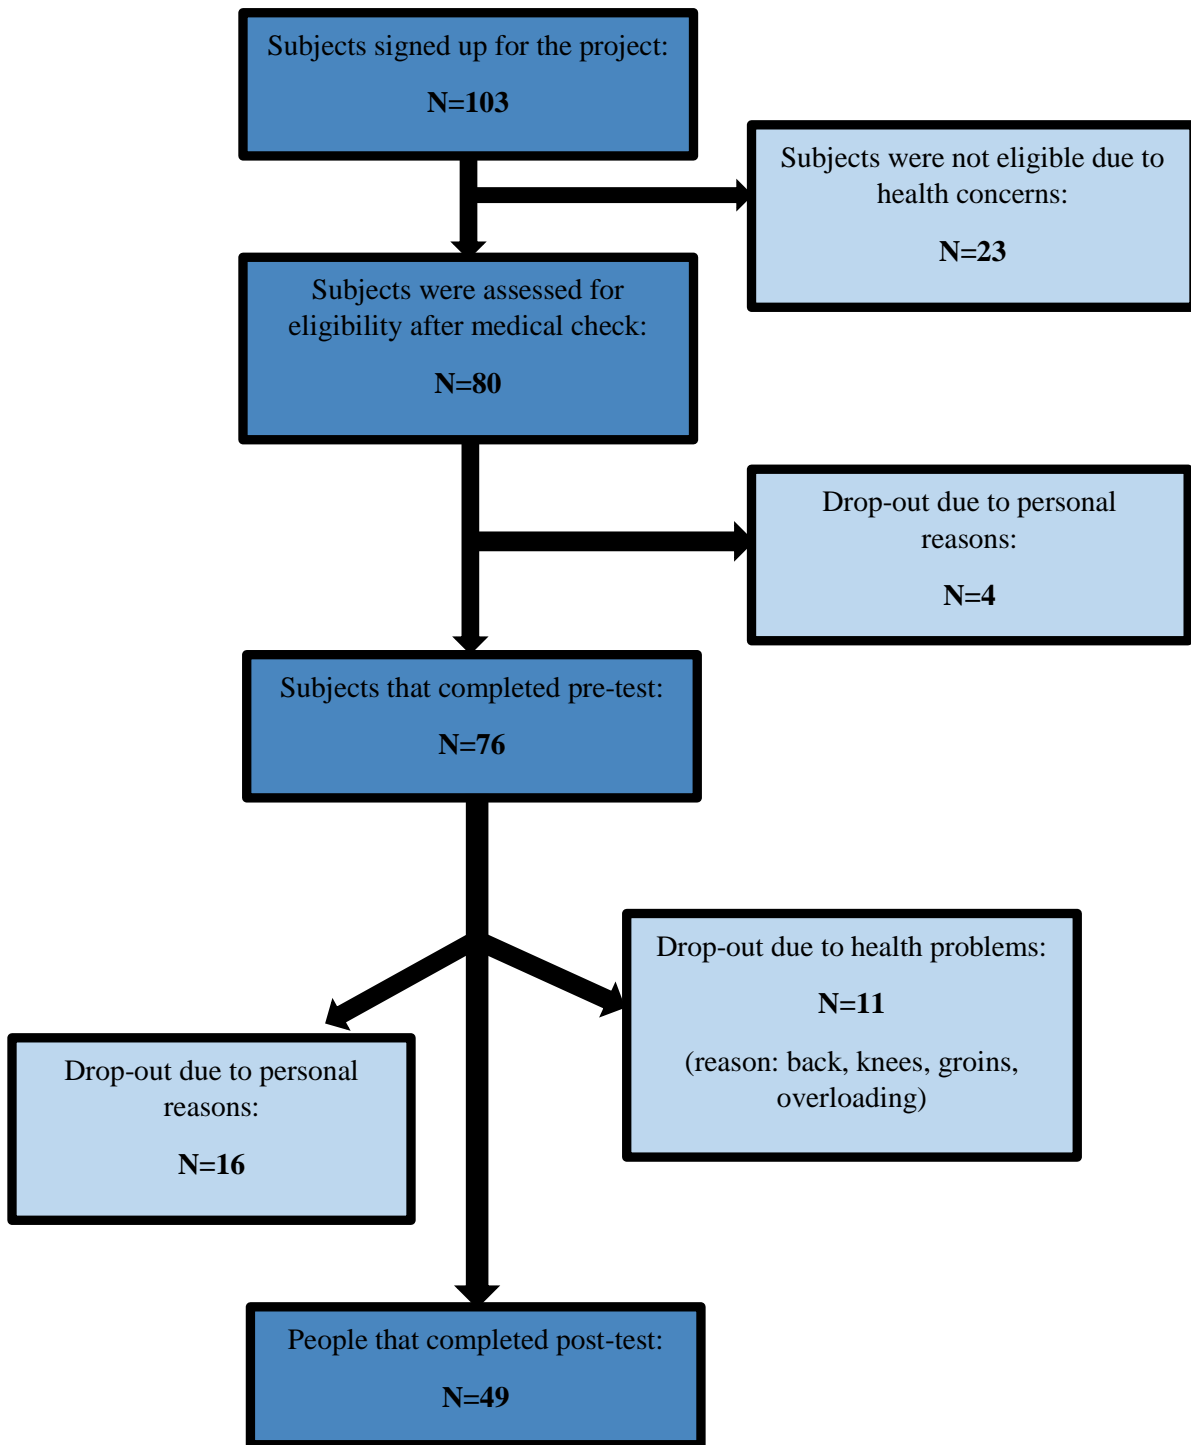 Subjects signed up for the project:
N=103
Subjects were not eligible due to
health concerns:
N=23
Subjects were assessed for
eligibility after medical check:
N=80
Drop-out due to personal
reasons:
N=4
Subjects that completed pre-test:
N=76
Drop-out due to health problems:
N=11
(reason: back, knees, groins,
overloading)
Drop-out due to personal
reasons:
N=16
People that completed post-test:
N=49